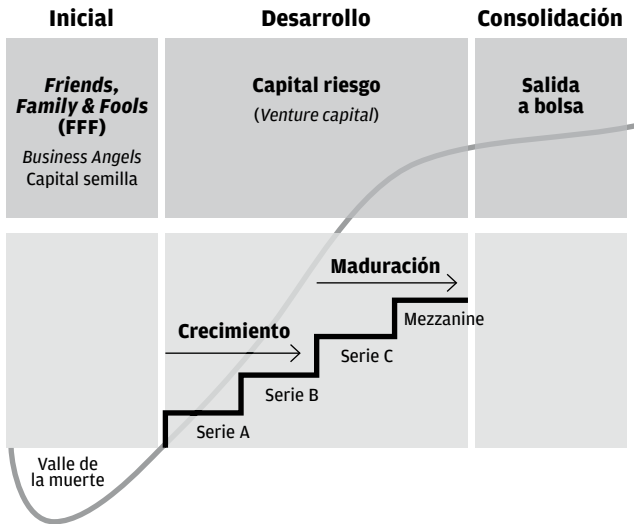 Inicial
Desarrollo
Consolidación
Friends,
Family & Fools
(FFF)
Business Angels
Capital semilla
Capital riesgo
(Venture capital)
Salida
a bolsa
Maduración
Mezzanine
Crecimiento
Serie C
Serie B
Serie A
Valle de
la muerte